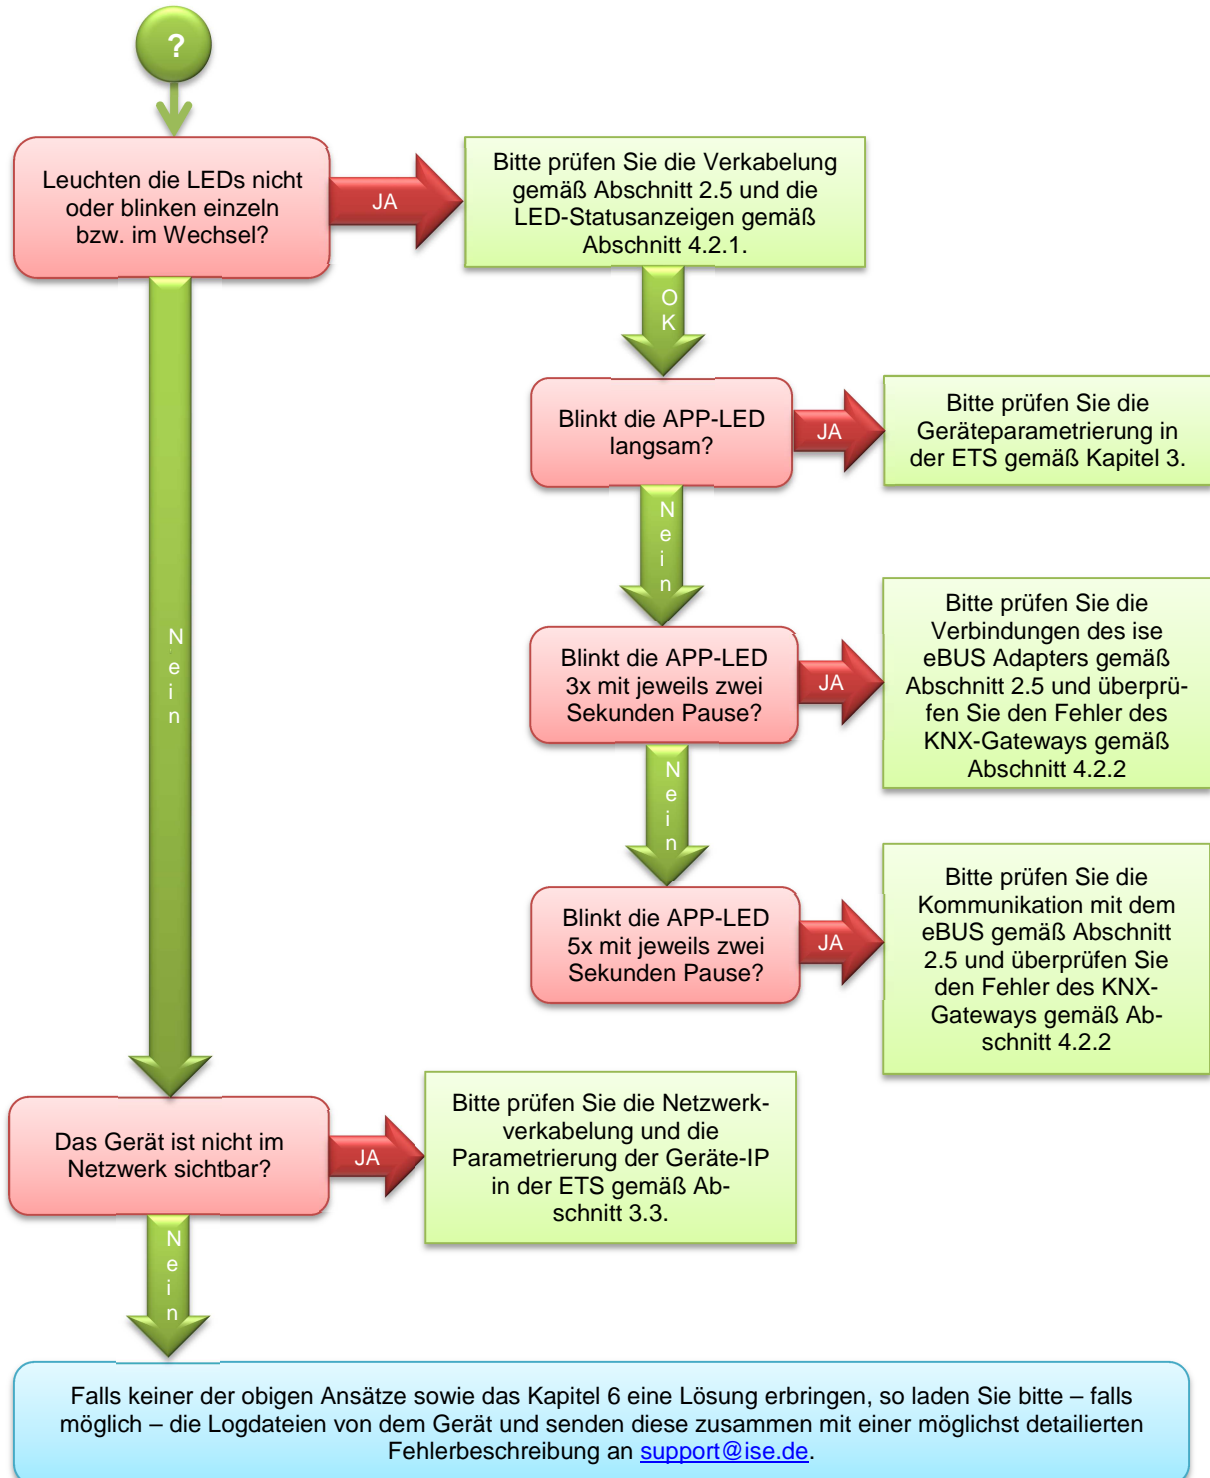 ?
Leuchten die LEDs nicht
oder blinken einzeln
bzw. im Wechsel?
JA
Bitte prüfen Sie die Verkabelung
gemäß Abschnitt 2.5 und die
LED-Statusanzeigen gemäß
Abschnitt 4.2.1.
OK
Blinkt die APP-LED
langsam?
JA
Bitte prüfen Sie die
Geräteparametrierung in
der ETS gemäß Kapitel 3.
Nein
Blinkt die APP-LED
3x mit jeweils zwei
Sekunden Pause?
JA
Bitte prüfen Sie die
Verbindungen des ise
eBUS Adapters gemäß
Abschnitt 2.5 und überprü-
fen Sie den Fehler des
KNX-Gateways gemäß
Abschnitt 4.2.2
Nein
Blinkt die APP-LED
5x mit jeweils zwei
Sekunden Pause?
JA
Bitte prüfen Sie die
Kommunikation mit dem
eBUS gemäß Abschnitt
2.5 und überprüfen Sie
den Fehler des KNX-
Gateways gemäß Ab-
schnitt 4.2.2
Nein
Das Gerät ist nicht im
Netzwerk sichtbar?
JA
Bitte prüfen Sie die Netzwerk-
verkabelung und die
Parametrierung der Geräte-IP
in der ETS gemäß Ab-
schnitt 3.3.
Nein
Falls keiner der obigen Ansätze sowie das Kapitel 6 eine Lösung erbringen, so laden Sie bitte – falls
möglich – die Logdateien von dem Gerät und senden diese zusammen mit einer möglichst detailierten
Fehlerbeschreibung an support@ise.de.